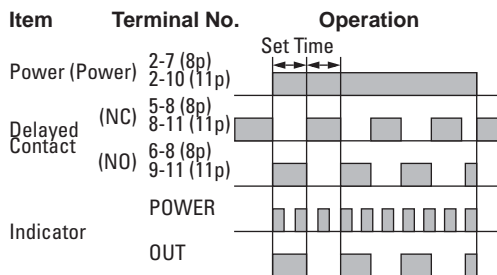 Item Terminal No. Operation
Set Time
Power (Power) 2-7 (8p)
2-10 (11p)
Delayed
Contact
(NC) 5-8 (8p)
8-11 (11p)
(NO) 6-8 (8p)
9-11 (11p)
Indicator
POWER
OUT